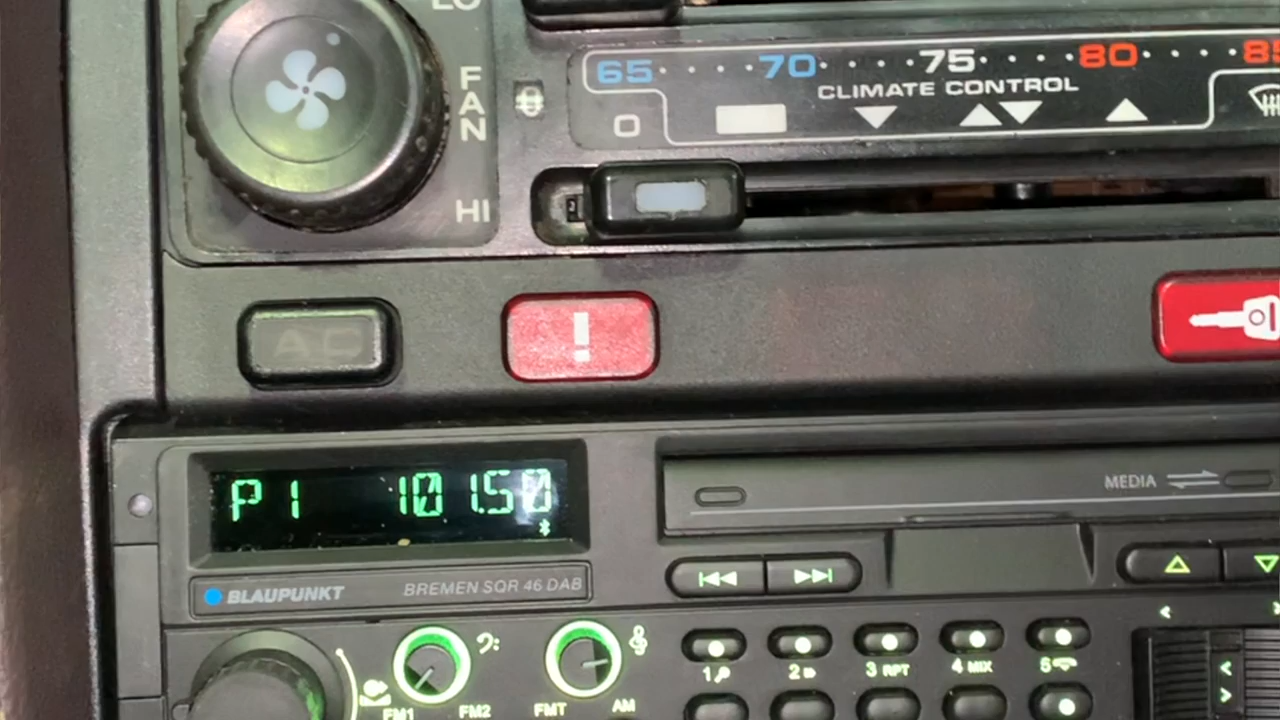 LO
FAN
HI
65 70 75 80 85
CLIMATE CONTROL
0
AC
!
P1 101.50
MEDIA
BLAUPUNKT BREMEN SQR 46 DAB
1 2 3 RPT 4 MIX 5
FM1 FM2 FMT AM